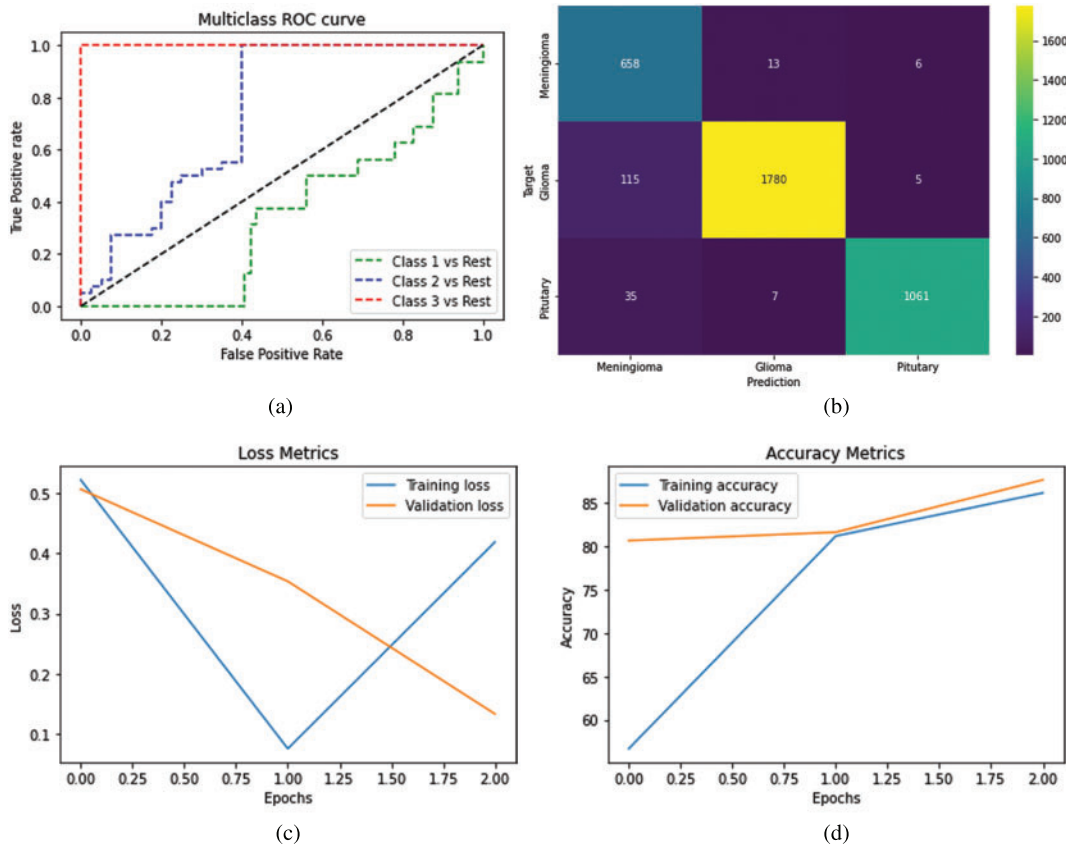 Multiclass ROC curve
1.0
0.8
0.6
0.4
0.2
0.0
True Positive rate
Class 1 vs Rest
Class 2 vs Rest
Class 3 vs Rest
0.0 0.2 0.4 0.6 0.8 1.0
False Positive Rate
(a)
Meningioma
Glioma
Pitutary
Target
658 13 6
115 1780 5
35 7 1061
Meningioma Glioma Pitutary
Prediction
1600
1400
1200
1000
800
600
400
200
(b)
Loss Metrics
Training loss
Validation loss
0.5
0.4
0.3
0.2
0.1
Loss
0.00 0.25 0.50 0.75 1.00 1.25 1.50 1.75 2.00
Epochs
(c)
Accuracy Metrics
Training accuracy
Validation accuracy
85
80
75
70
65
60
Accuracy
0.00 0.25 0.50 0.75 1.00 1.25 1.50 1.75 2.00
Epochs
(d)